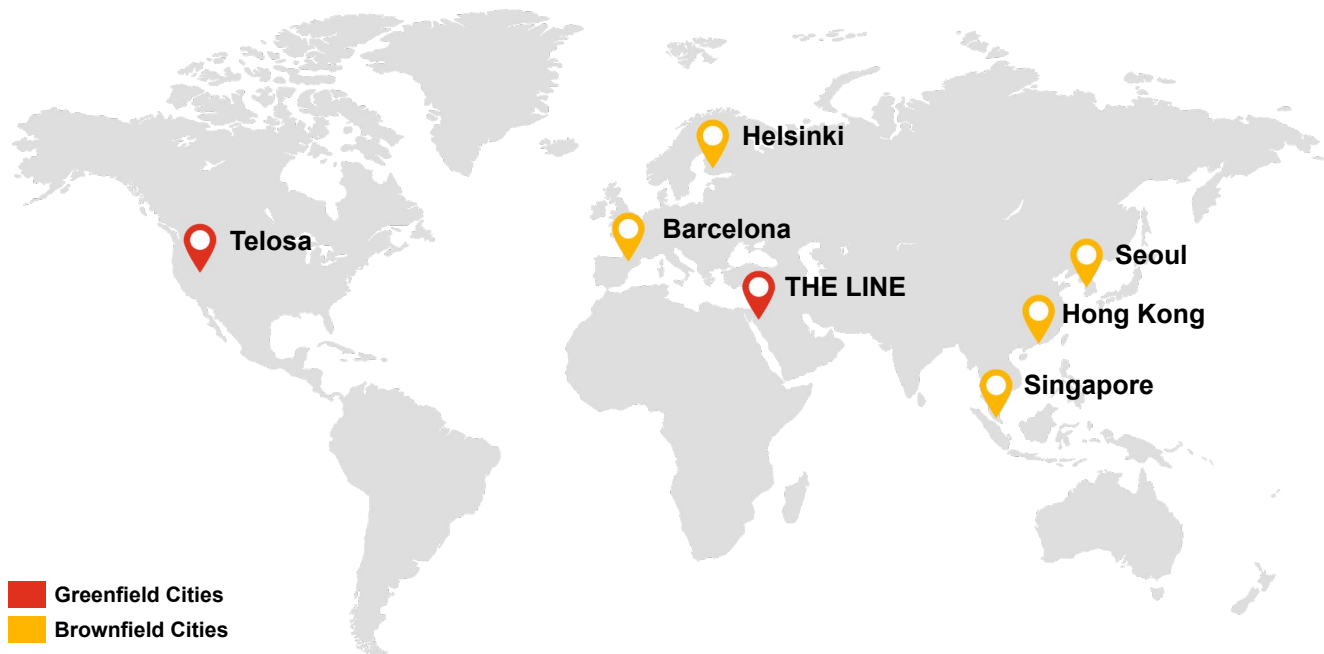 Helsinki
Barcelona
Telosa
Seoul
THE LINE
Hong Kong
Singapore
Greenfield Cities
Brownfield Cities